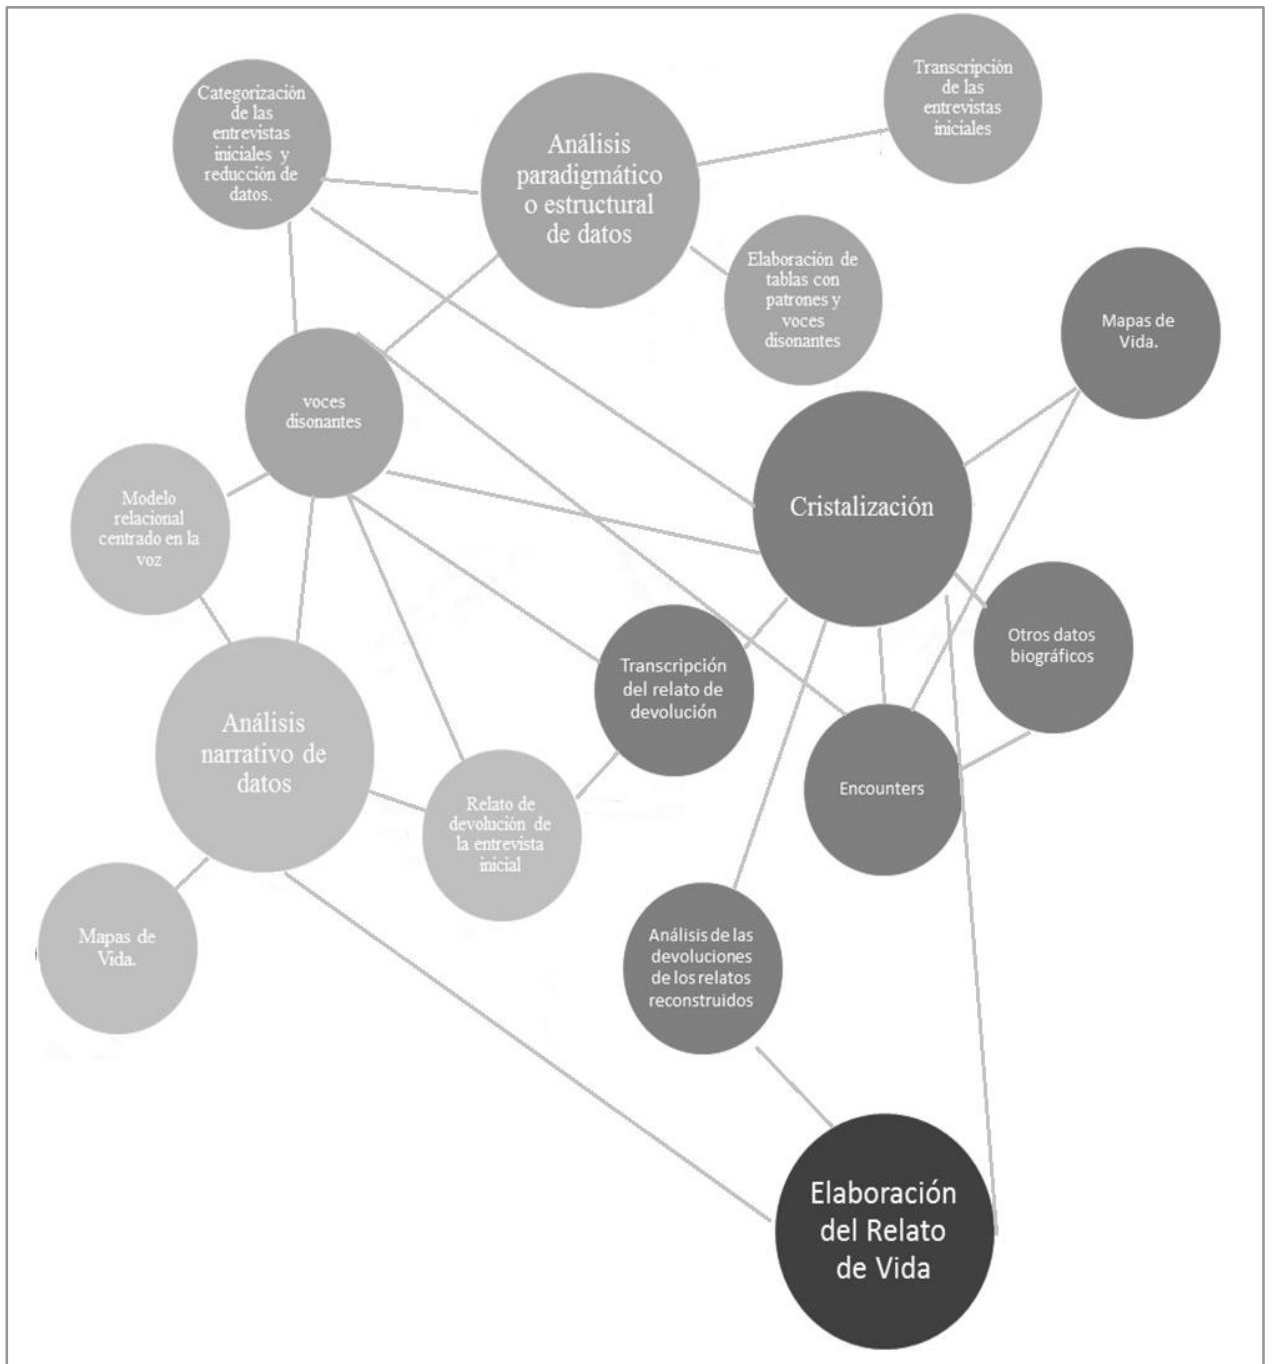 Categorización
de las
entrevistas
iniciales y
reducción de
datos.
Análisis
paradigmático
o estructural
de datos
Transcripción
de las
entrevistas
iniciales
Elaboración de
tablas con
patrones y
voces
disonantes
Mapas de
Vida.
voces
disonantes
Cristalización
Modelo
relacional
centrado en la
voz
Otros datos
biográficos
Transcripción
del relato de
devolución
Análisis
narrativo de
datos
Encounters
Relato de
devolución de
la entrevista
inicial
Mapas de
Vida.
Análisis de las
devoluciones
de los relatos
reconstruidos
Elaboración
del Relato
de Vida